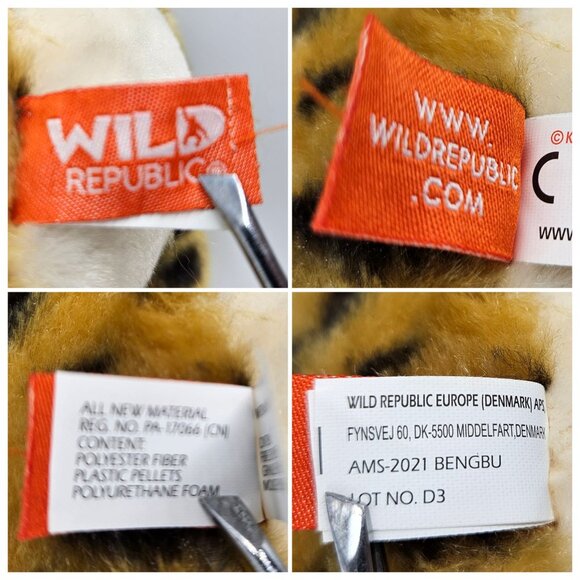 WILD
REPUBLIC®
WWW.
WILDREPUBLIC
.COM
© K
C
www
ALL NEW MATERIAL
REG. NO. PA-17066 (CN)
CONTENT
POLYESTER FIBER
PLASTIC PELLETS
POLYURETHANE FOAM
WILD REPUBLIC EUROPE (DENMARK) APS,
FYNSVEJ 60, DK-5500 MIDDELFART,DENMARK
AMS-2021 BENGBU
LOT NO. D3